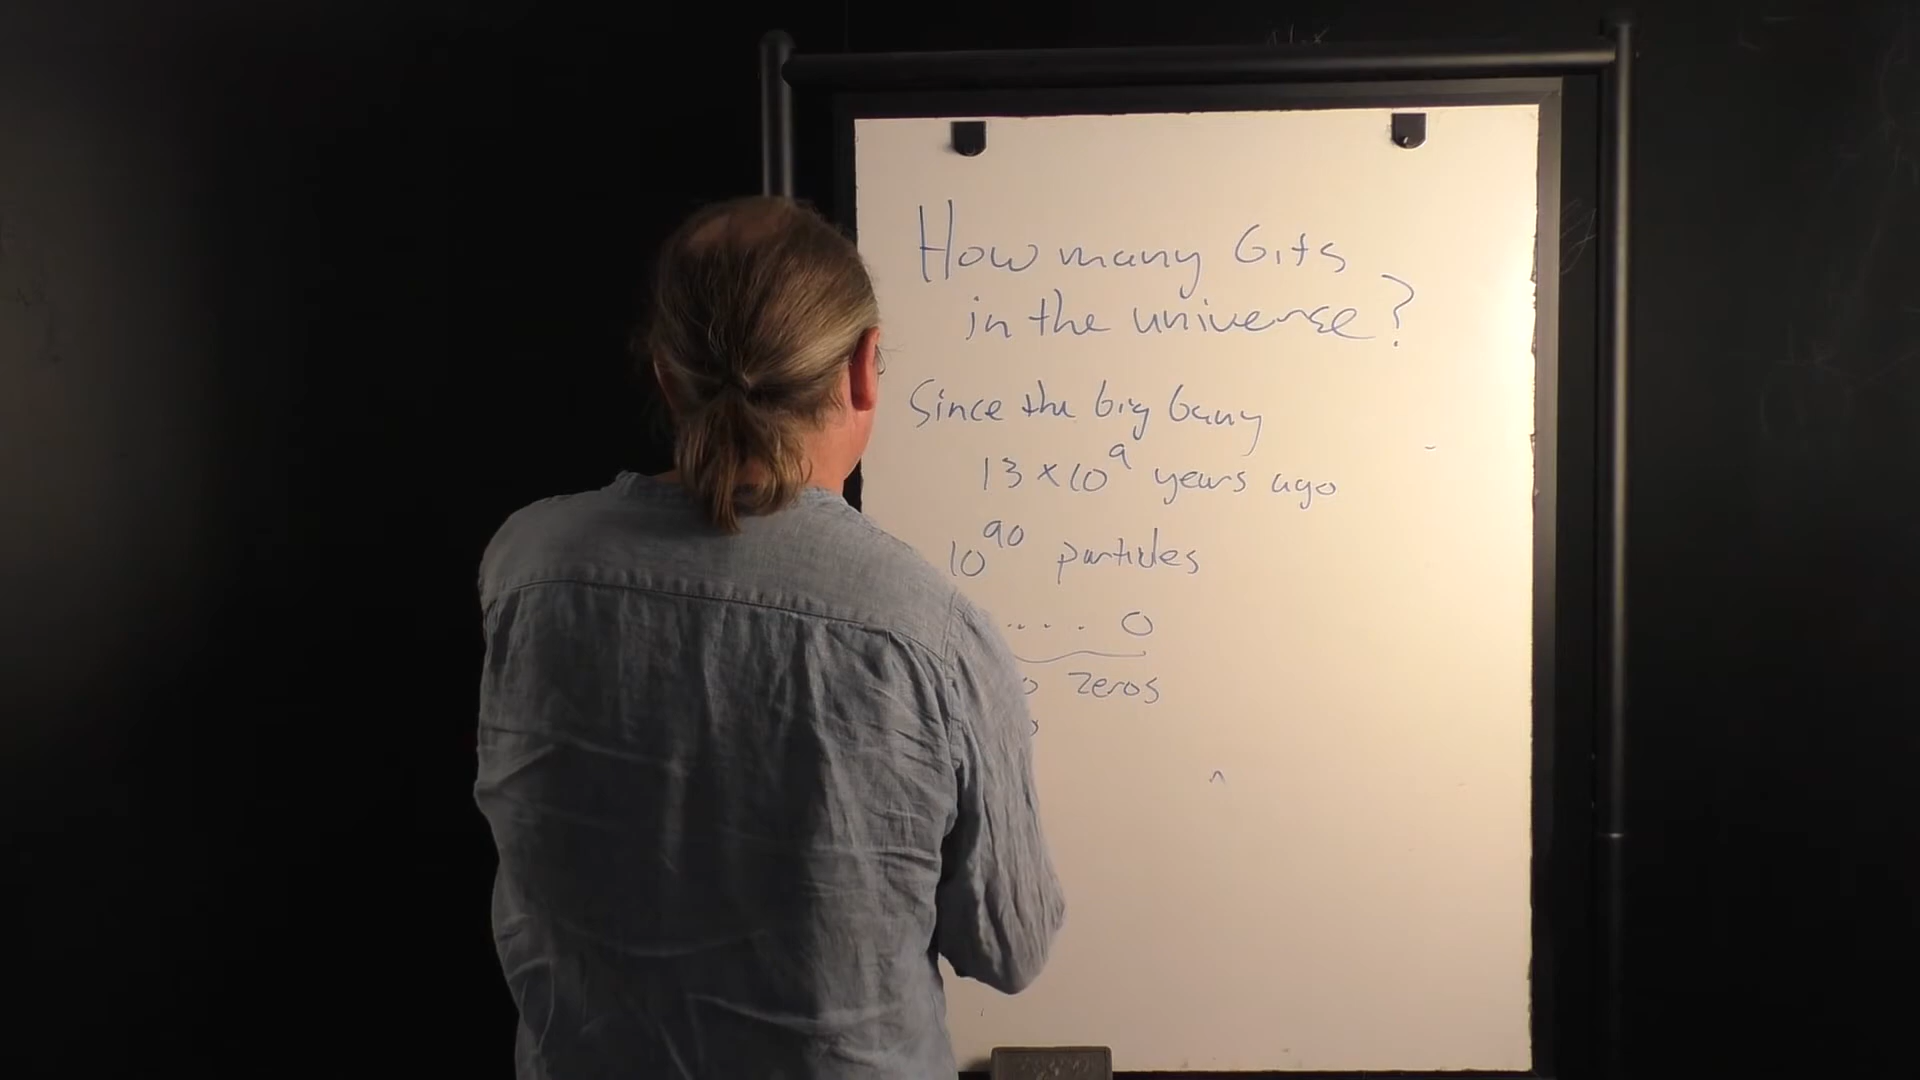 How many bits
in the universe?
Since the big bang
13 x 10^9 years ago
10^90 particles
.... 0
zeros